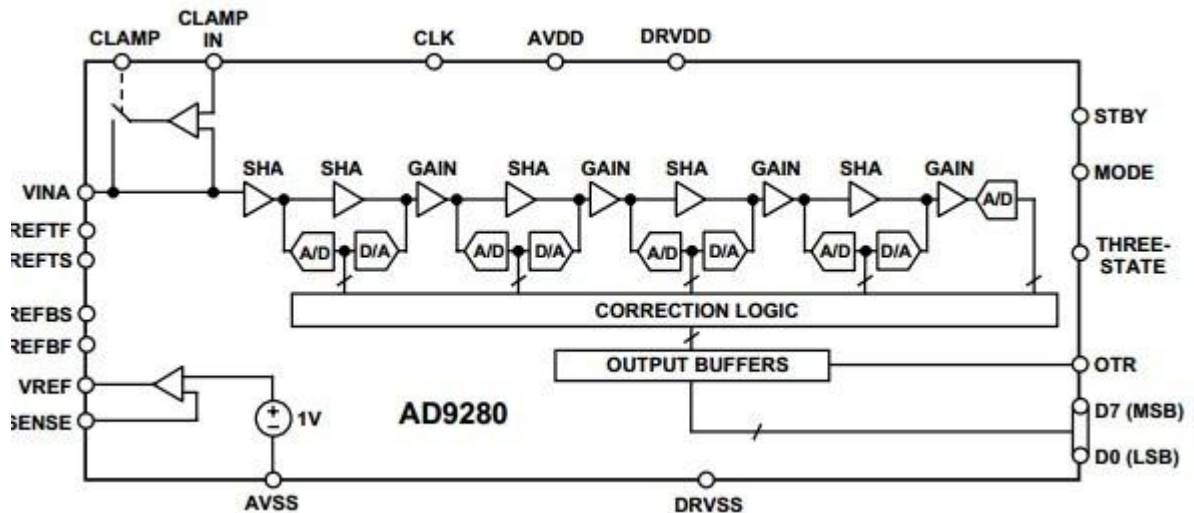 CLAMP
CLAMP
IN
CLK
AVDD
DRVDD
STBY
MODE
THREE-
STATE
OTR
D7 (MSB)
D0 (LSB)
VINA
REFTF
REFTS
REFBS
REFBF
VREF
SENSE
SHA
SHA
GAIN
SHA
GAIN
SHA
GAIN
SHA
GAIN
A/D
A/D
D/A
A/D
D/A
A/D
D/A
A/D
D/A
CORRECTION LOGIC
OUTPUT BUFFERS
+
–
1V
AD9280
AVSS
DRVSS